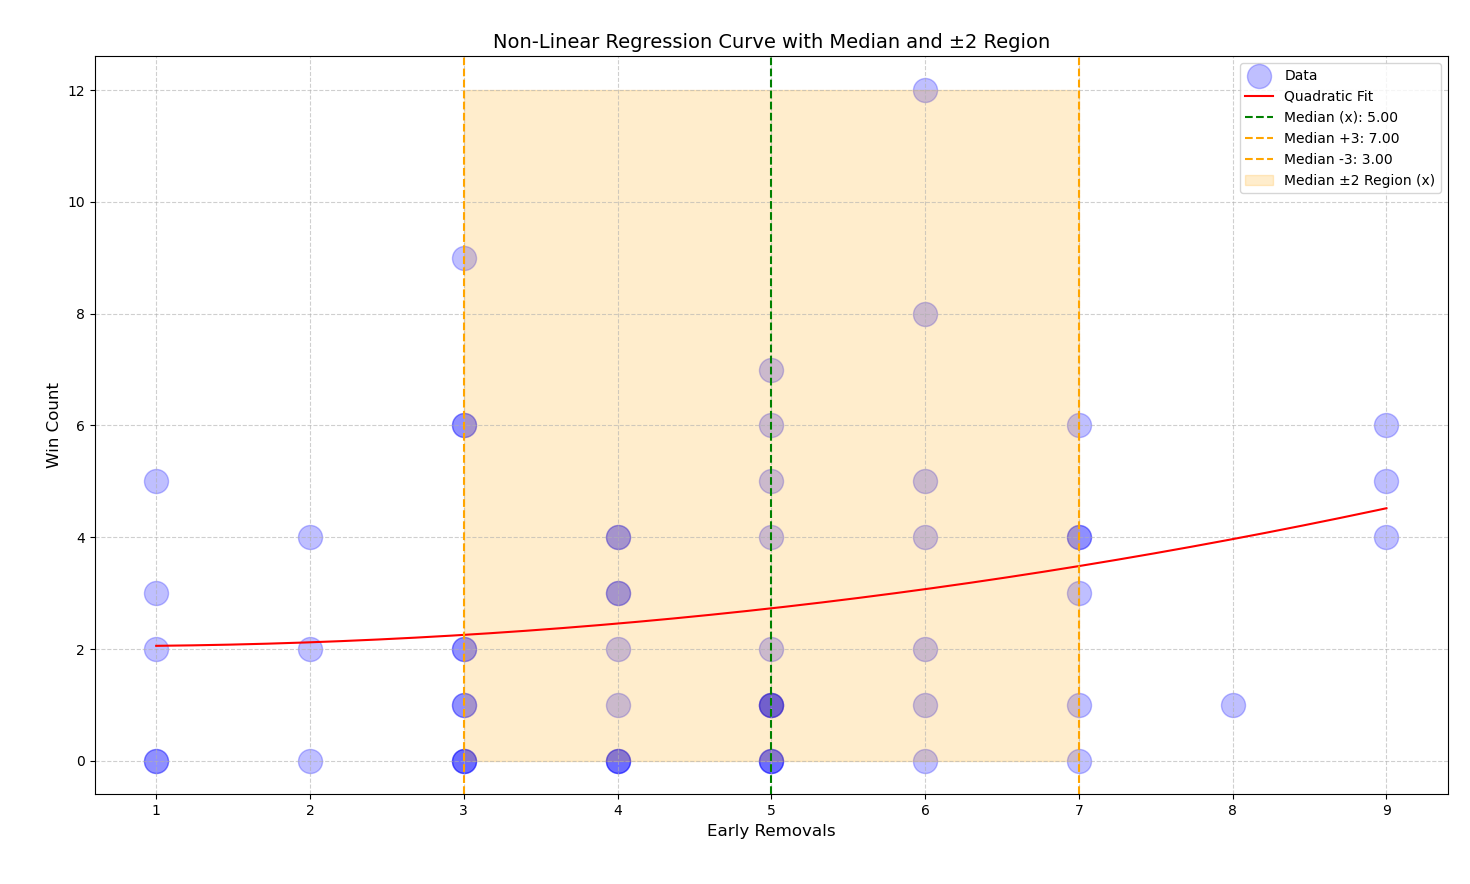 Non-Linear Regression Curve with Median and ±2 Region
Data
Quadratic Fit
Median (x): 5.00
Median +3: 7.00
Median -3: 3.00
Median ±2 Region (x)
Win Count
12
10
8
6
4
2
0
1 2 3 4 5 6 7 8 9
Early Removals